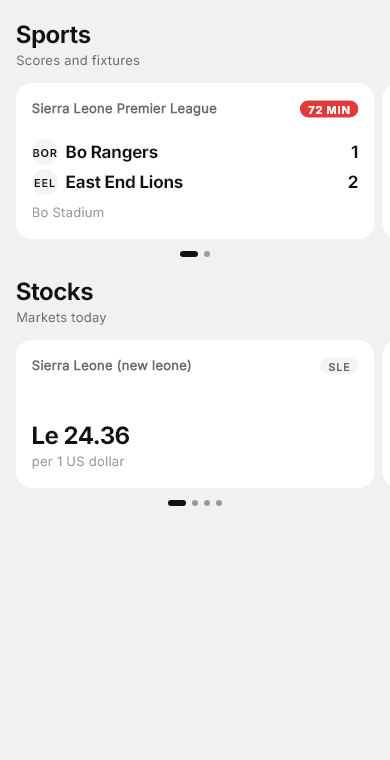 Sports
Scores and fixtures
Sierra Leone Premier League 72 MIN
BOR Bo Rangers 1
EEL East End Lions 2
Bo Stadium
Stocks
Markets today
Sierra Leone (new leone) SLE
Le 24.36
per 1 US dollar